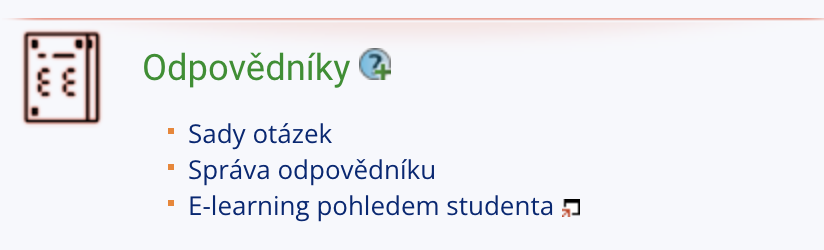 Odpovědníky
Sady otázek
Správa odpovědníku
E-learning pohledem studenta